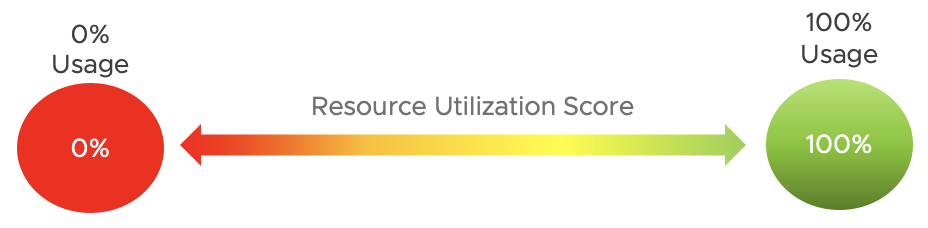 0%
Usage
0%
Resource Utilization Score
100%
Usage
100%